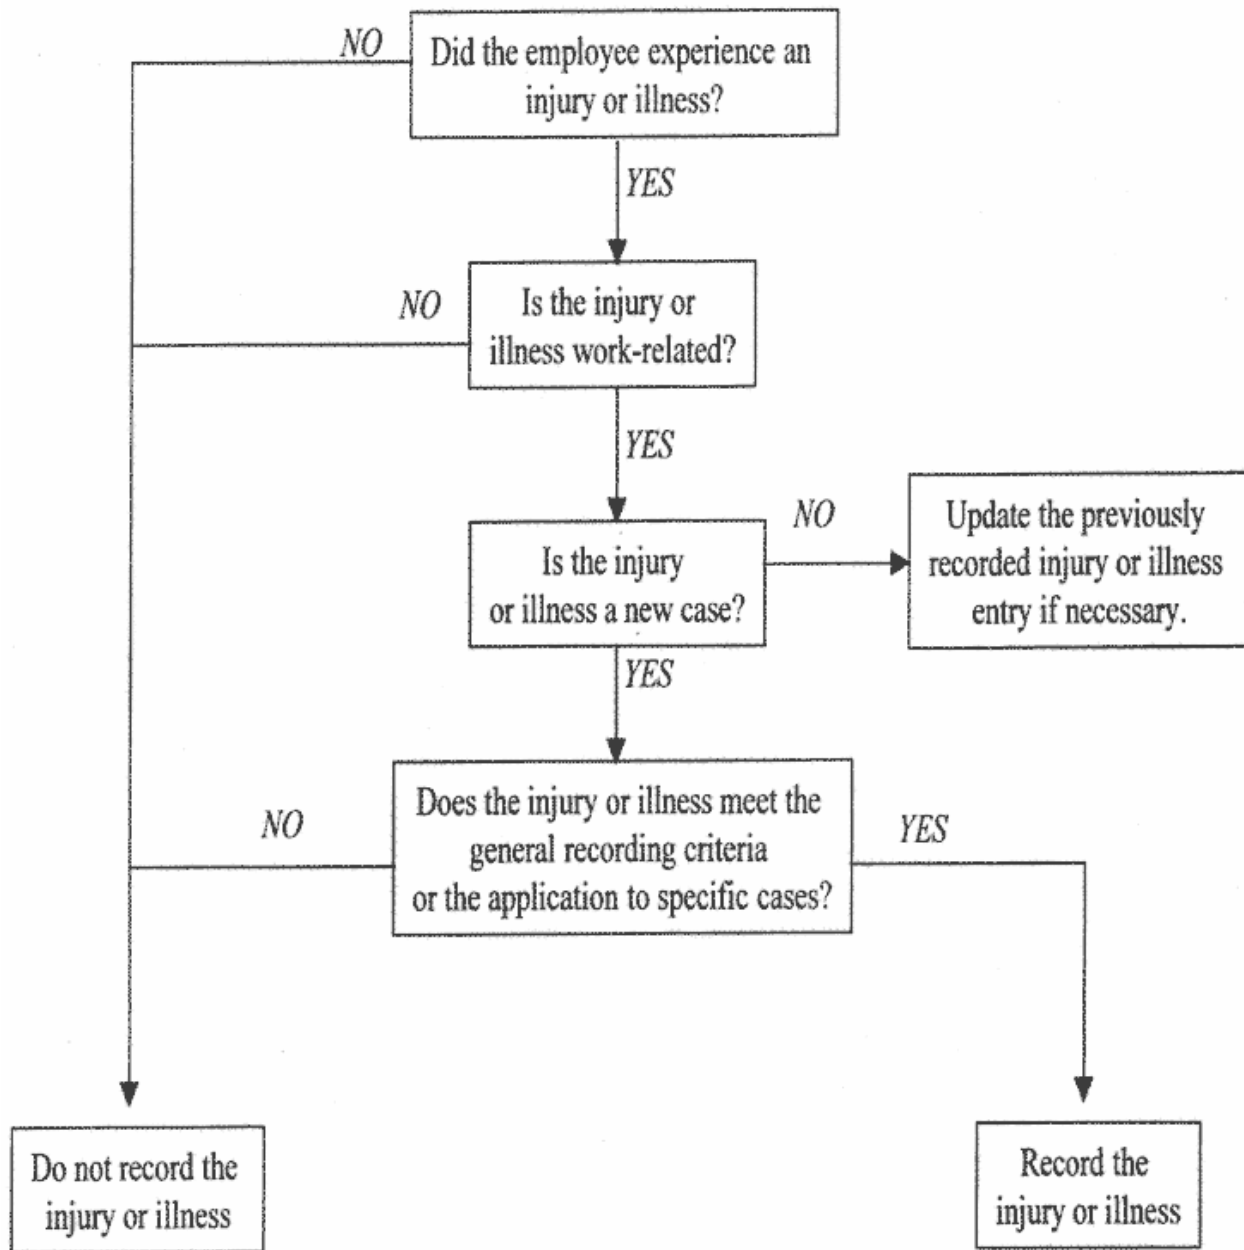 NO
Did the employee experience an
injury or illness?
YES
NO
Is the injury or
illness work-related?
YES
Is the injury
or illness a new case?
NO
Update the previously
recorded injury or illness
entry if necessary.
YES
NO
Does the injury or illness meet the
general recording criteria
or the application to specific cases?
YES
Do not record the
injury or illness
Record the
injury or illness